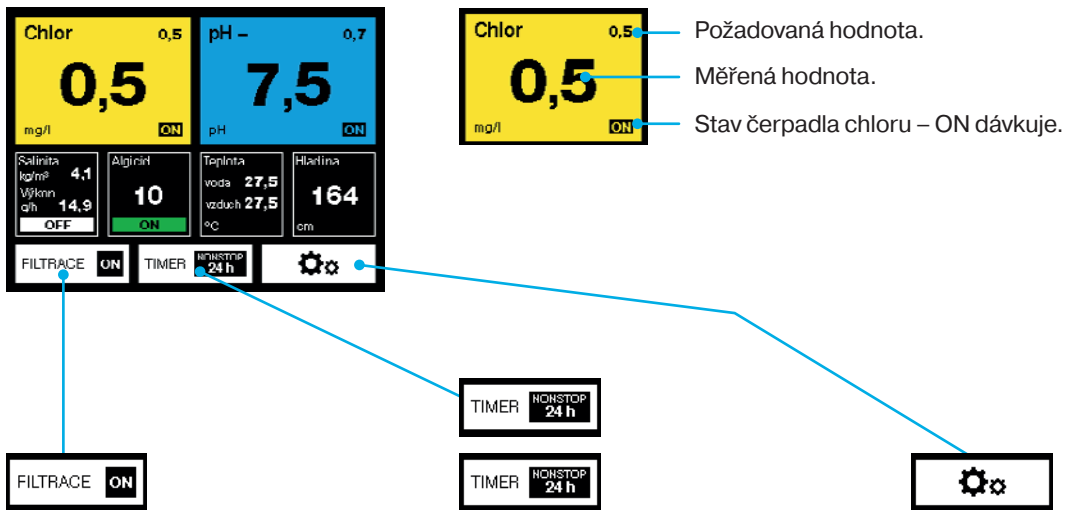 Chlor 0,5
0,5
mg/l ON
pH – 0,7
7,5
pH ON
Salinita
kg/m³ 4,1
Výkon
g/h 14,9
OFF
Algicid
10
ON
Teplota
voda 27,5
vzduch 27,5
°C
Hladina
164
cm
FILTRACE ON
TIMER NONSTOP
24 h
Chlor 0,5
0,5
mg/l ON
Požadovaná hodnota.
Měřená hodnota.
Stav čerpadla chloru – ON dávkuje.
TIMER NONSTOP
24 h
FILTRACE ON
TIMER NONSTOP
24 h